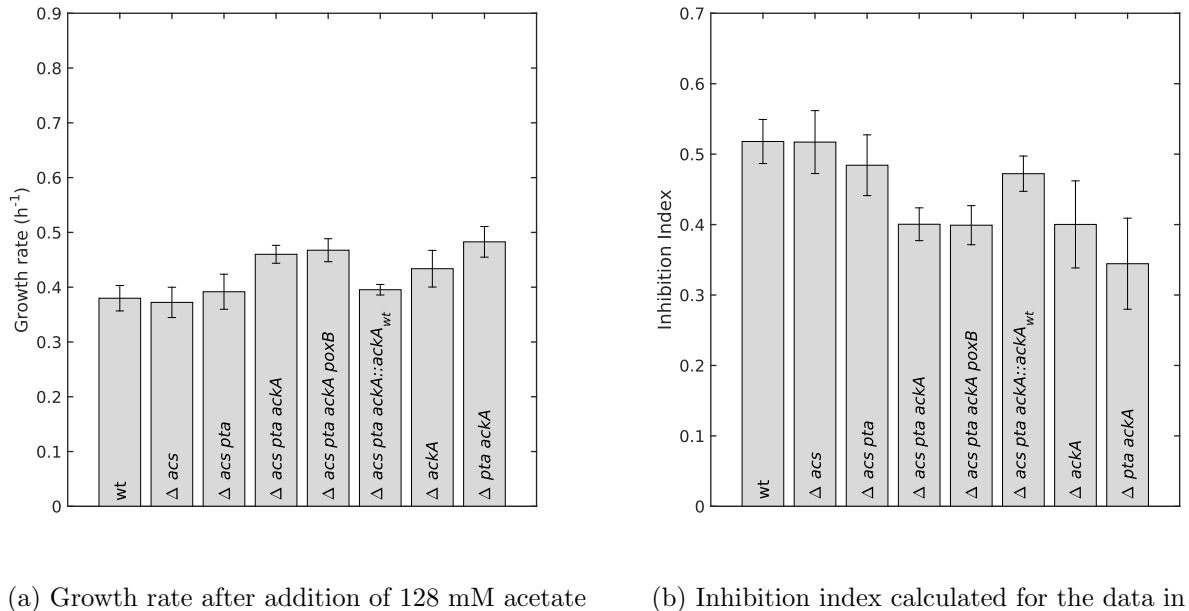 0.9
0.8
0.7
0.6
0.5
0.4
0.3
0.2
0.1
0
Growth rate (h⁻¹)
wt
Δ acs
Δ acs pta
Δ acs pta ackA
Δ acs pta ackA poxB
Δ acs pta ackA::ackA_wt
Δ ackA
Δ pta ackA
(a) Growth rate after addition of 128 mM acetate
0.7
0.6
0.5
0.4
0.3
0.2
0.1
0
Inhibition Index
wt
Δ acs
Δ acs pta
Δ acs pta ackA
Δ acs pta ackA poxB
Δ acs pta ackA::ackA_wt
Δ ackA
Δ pta ackA
(b) Inhibition index calculated for the data in